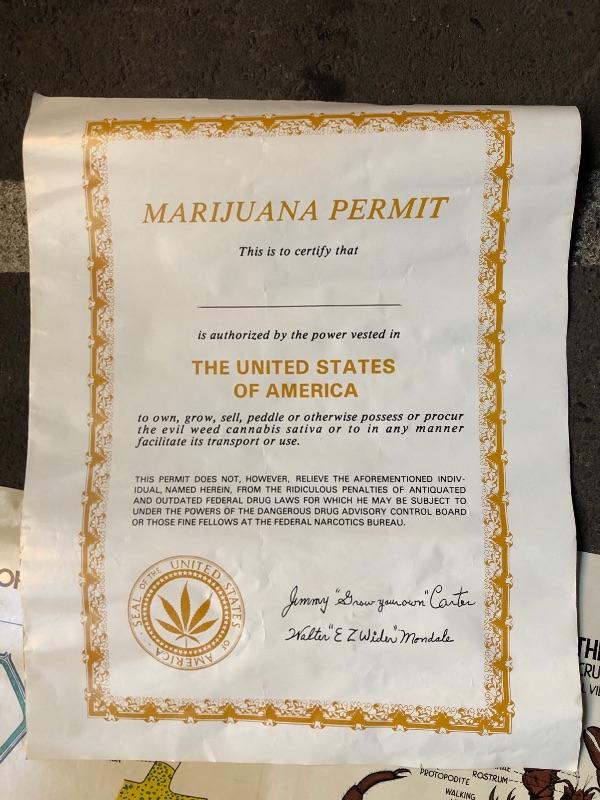 MARIJUANA PERMIT
This is to certify that
is authorized by the power vested in
THE UNITED STATES
OF AMERICA
to own, grow, sell, peddle or otherwise possess or procur
the evil weed cannabis sativa or to in any manner
facilitate its transport or use.
THIS PERMIT DOES NOT, HOWEVER, RELIEVE THE AFOREMENTIONED INDIV-
IDUAL, NAMED HEREIN, FROM THE RIDICULOUS PENALTIES OF ANTIQUATED
AND OUTDATED FEDERAL DRUG LAWS FOR WHICH HE MAY BE SUBJECT TO
UNDER THE POWERS OF THE DANGEROUS DRUG ADVISORY CONTROL BOARD
OR THOSE FINE FELLOWS AT THE FEDERAL NARCOTICS BUREAU.
SEAL OF THE UNITED STATES OF AMERICA
Jimmy "Grow your own" Carter
Walter "E Z Wider" Mondale
PROTOPODITE
ROSTRUM
WALKING